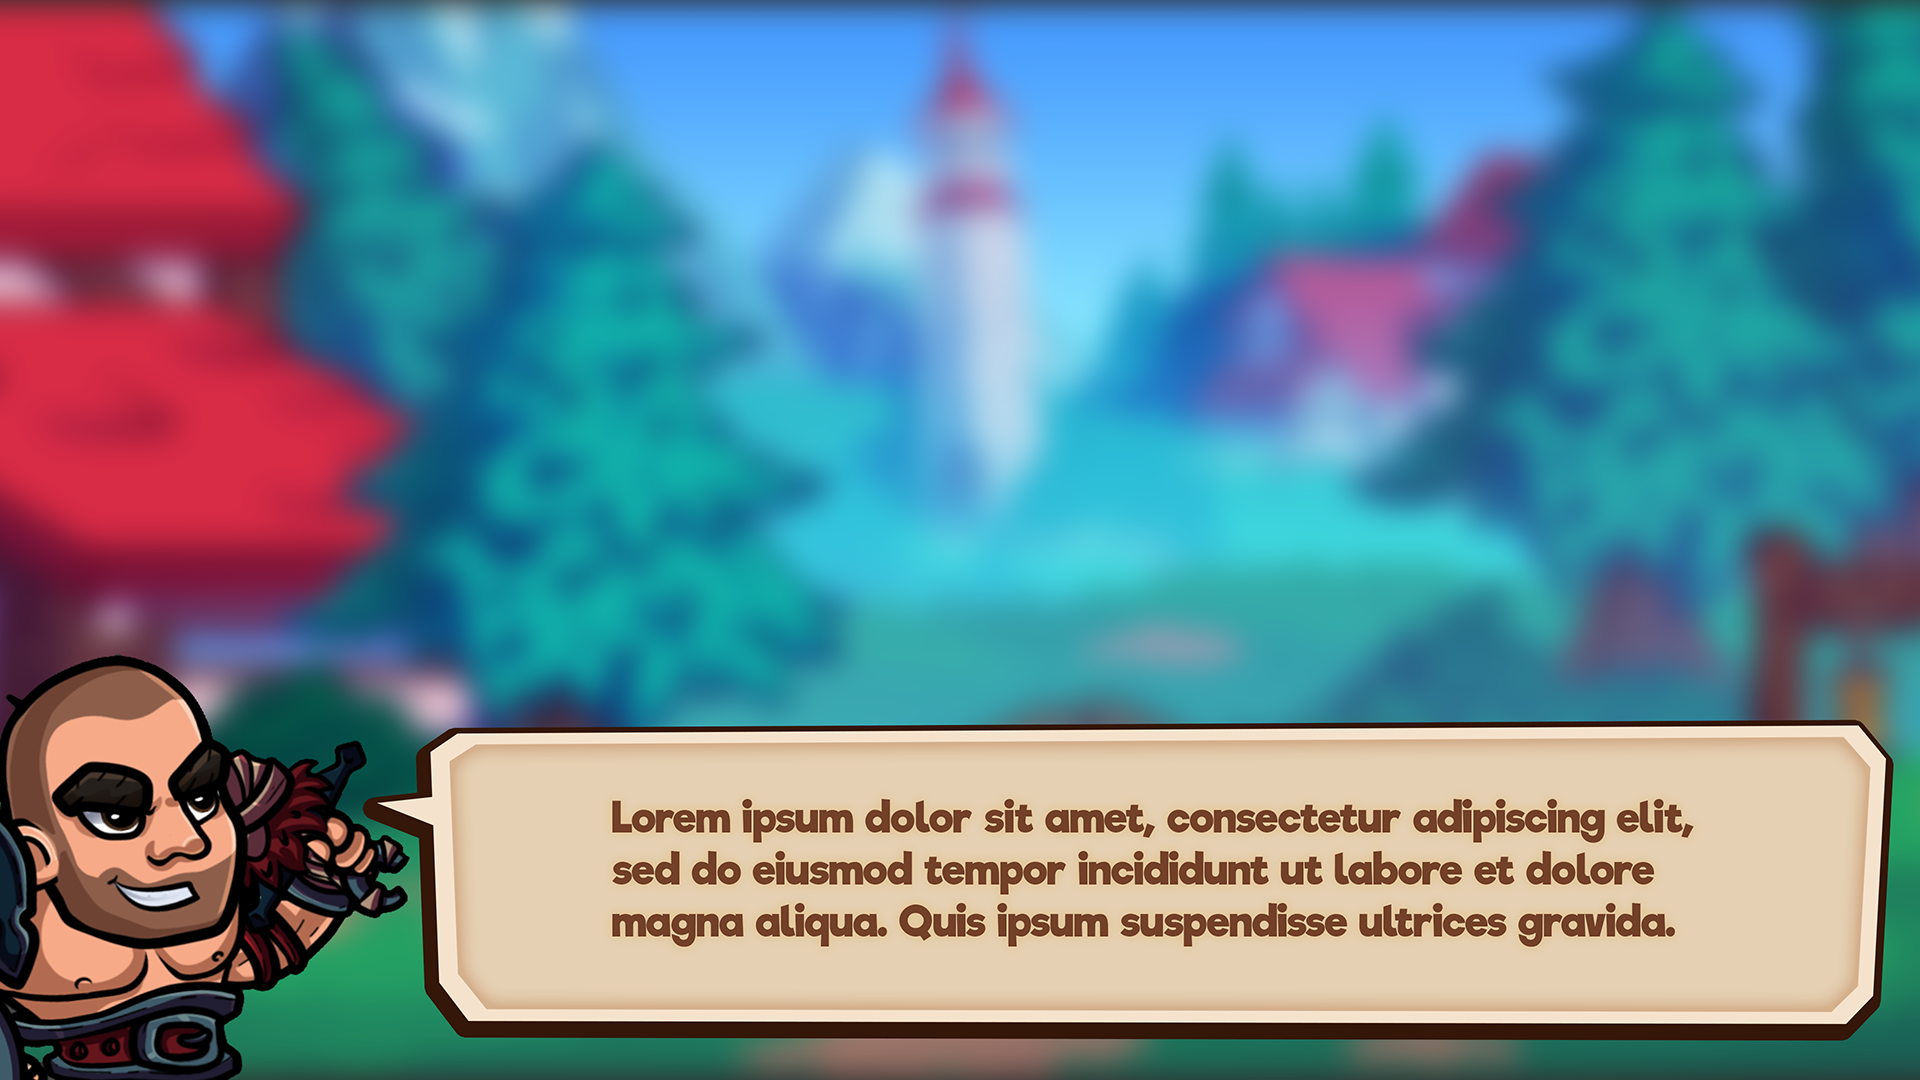 Lorem ipsum dolor sit amet, consectetur adipiscing elit,
sed do eiusmod tempor incididunt ut labore et dolore
magna aliqua. Quis ipsum suspendisse ultrices gravida.